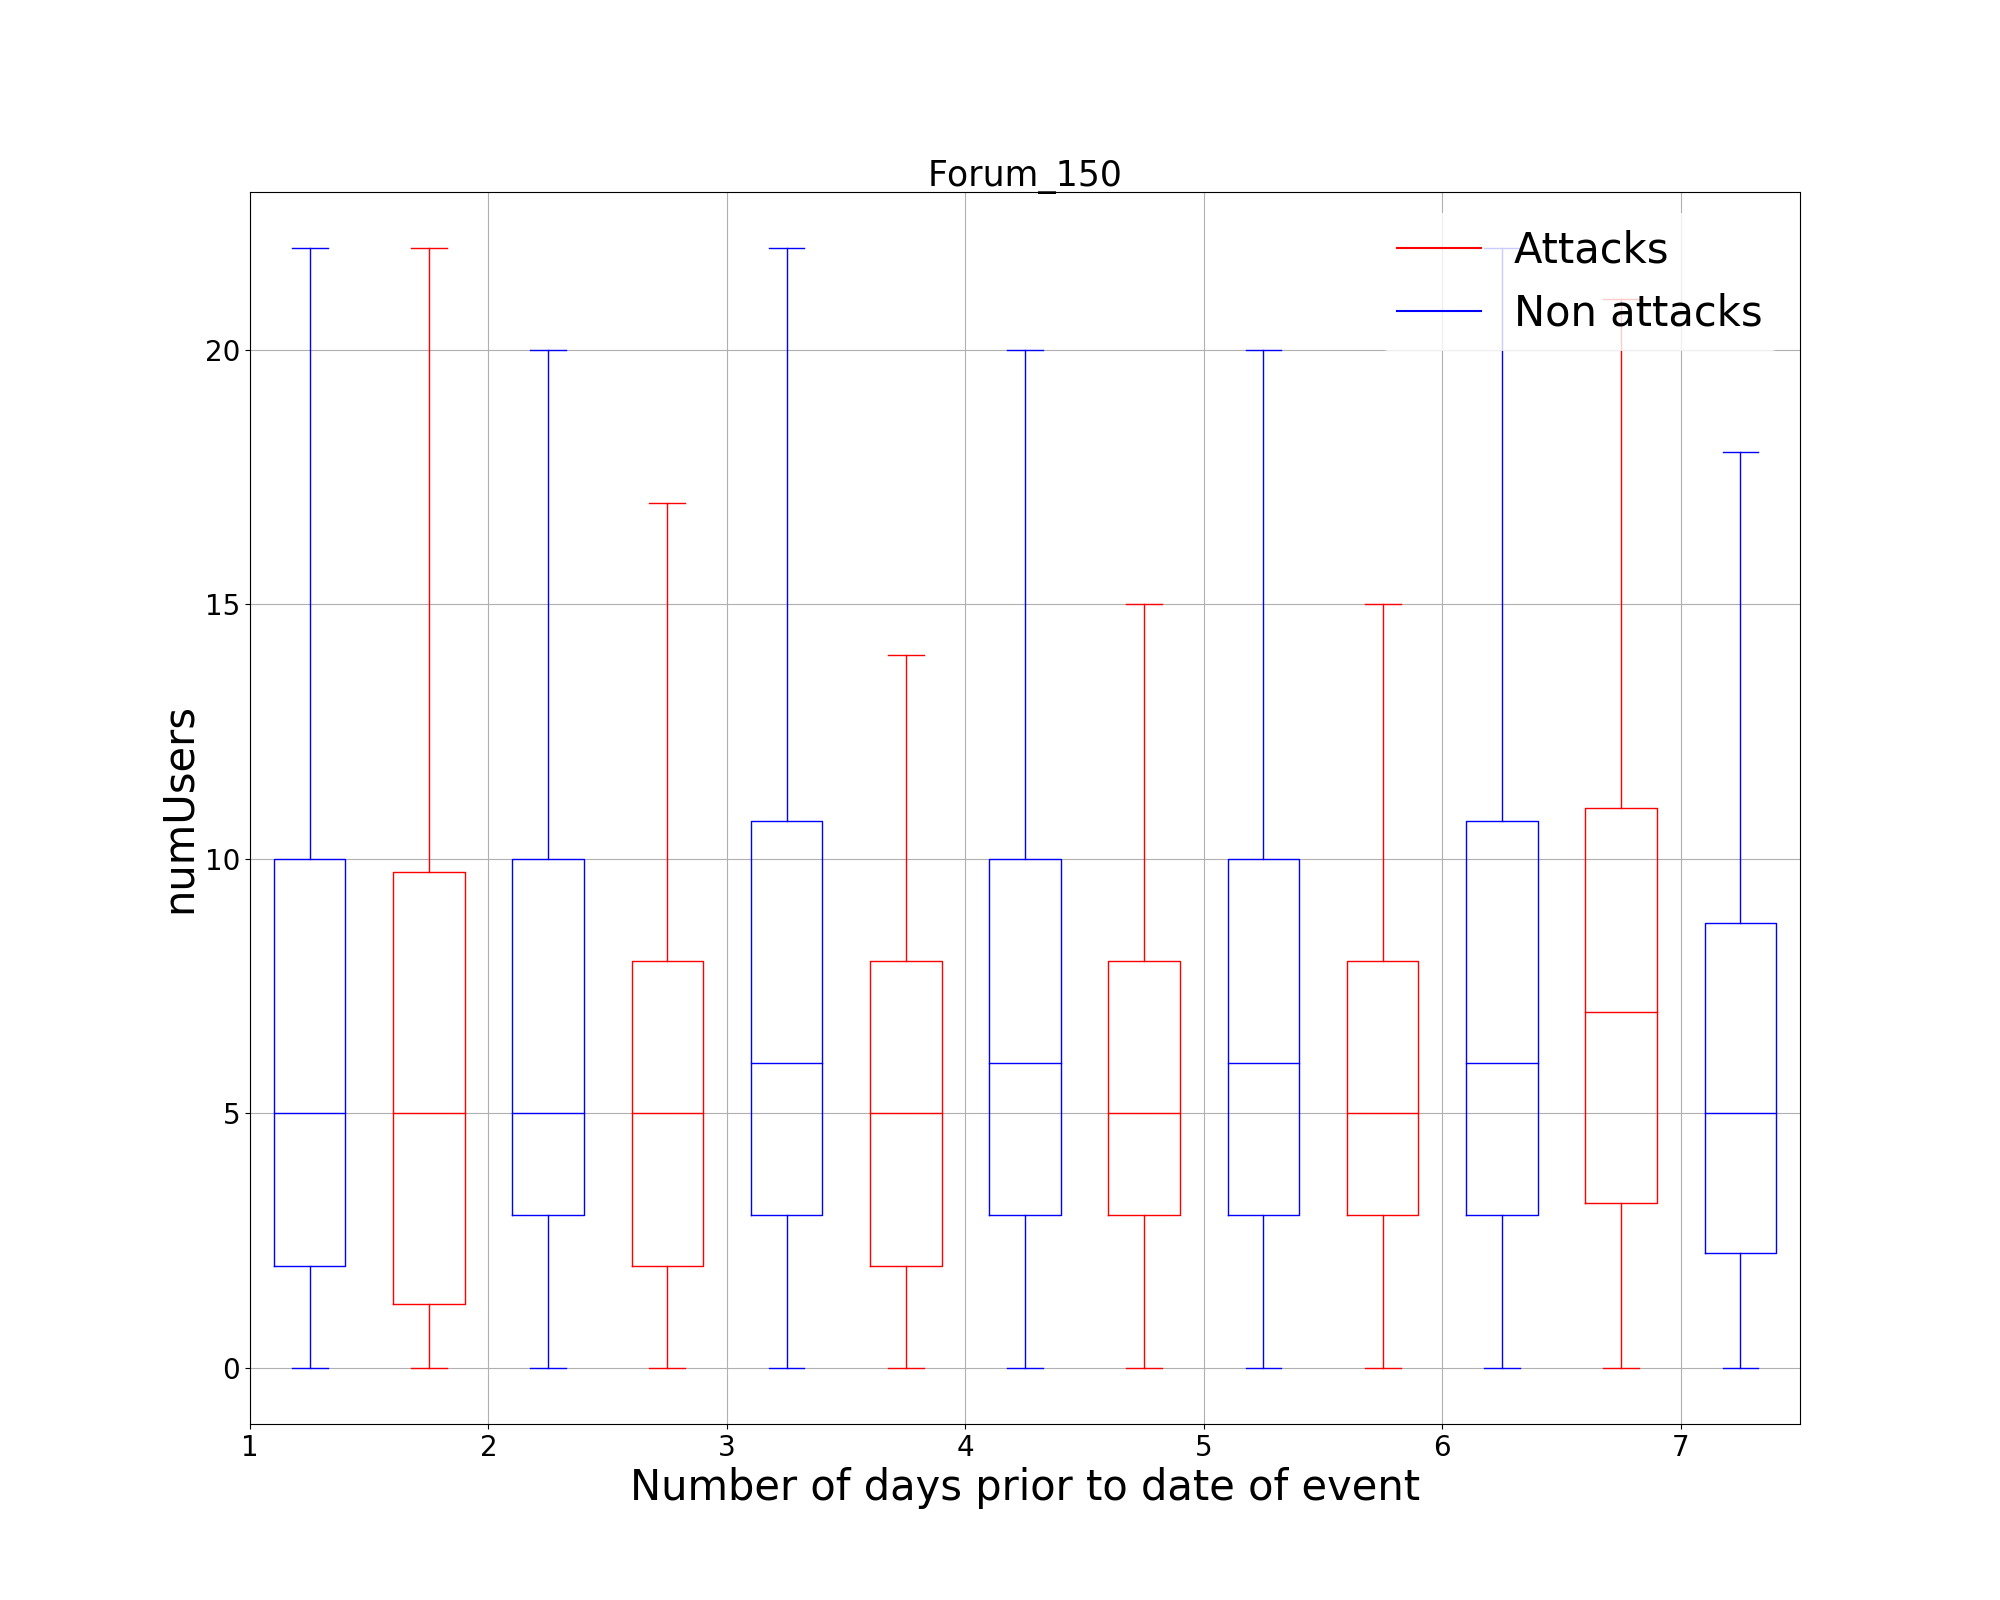 Forum_150
Attacks
Non attacks
20
15
10
5
0
numUsers
1 2 3 4 5 6 7
Number of days prior to date of event